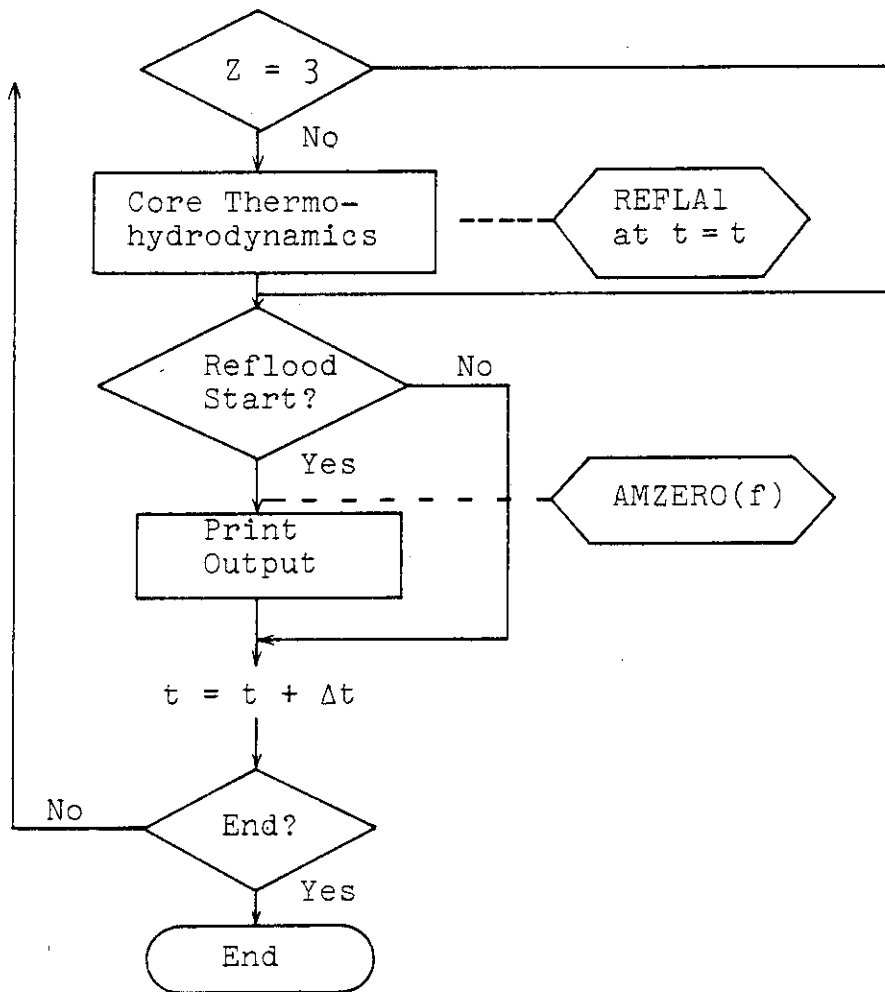 Z = 3
No
Core Thermo-
hydrodynamics
REFLA1
at t = t
Reflood
Start?
No
Yes
AMZERO(f)
Print
Output
t = t + Δt
No
End?
Yes
End